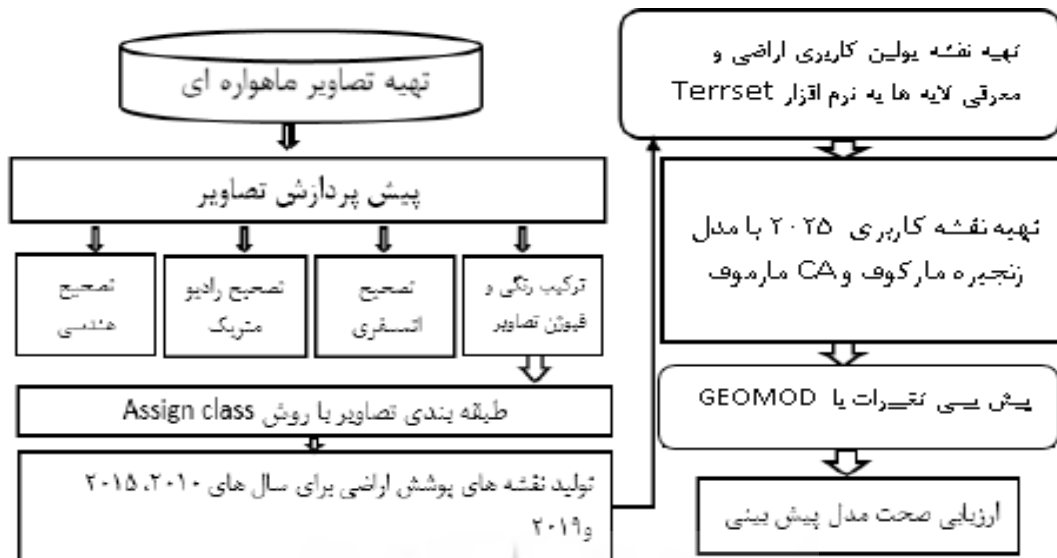 تهیه تصاویر ماهواره ای
پیش پردازش تصاویر
تصحیح
هندسی
تصحیح رادیو
متریک
تصحیح
اتمسفری
ترکیب رنگی و
فیوژن تصاویر
طبقه بندی تصاویر با روش Assign class
تولید نقشه های پوشش اراضی برای سال های ۲۰۱۰، ۲۰۱۵
و۲۰۱۹
تهیه نقشه بولین کاربری اراضی و
معرفی لایه ها به نرم افزار Terrset
تهیه نقشه کاربری ۲۰۲۵ با مدل
زنجیره مارکوف و CA مارموف
پیش بینی تغییرات با GEOMOD
ارزیابی صحت مدل پیش بینی